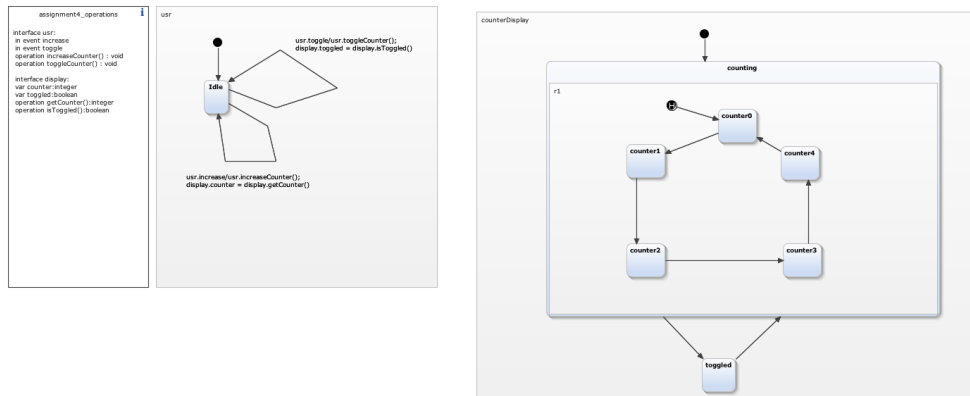 assignment4_operations
i
interface usr:
in event increase
in event toggle
operation increaseCounter() : void
operation toggleCounter() : void
interface display:
var counter:integer
var toggled:boolean
operation getCounter():integer
operation isToggled():boolean
usr
usr.toggle/usr.toggleCounter();
display.toggled = display.isToggled()
Idle
usr.increase/usr.increaseCounter();
display.counter = display.getCounter()
counterDisplay
counting
r1
H
counter0
counter1
counter4
counter2
counter3
toggled